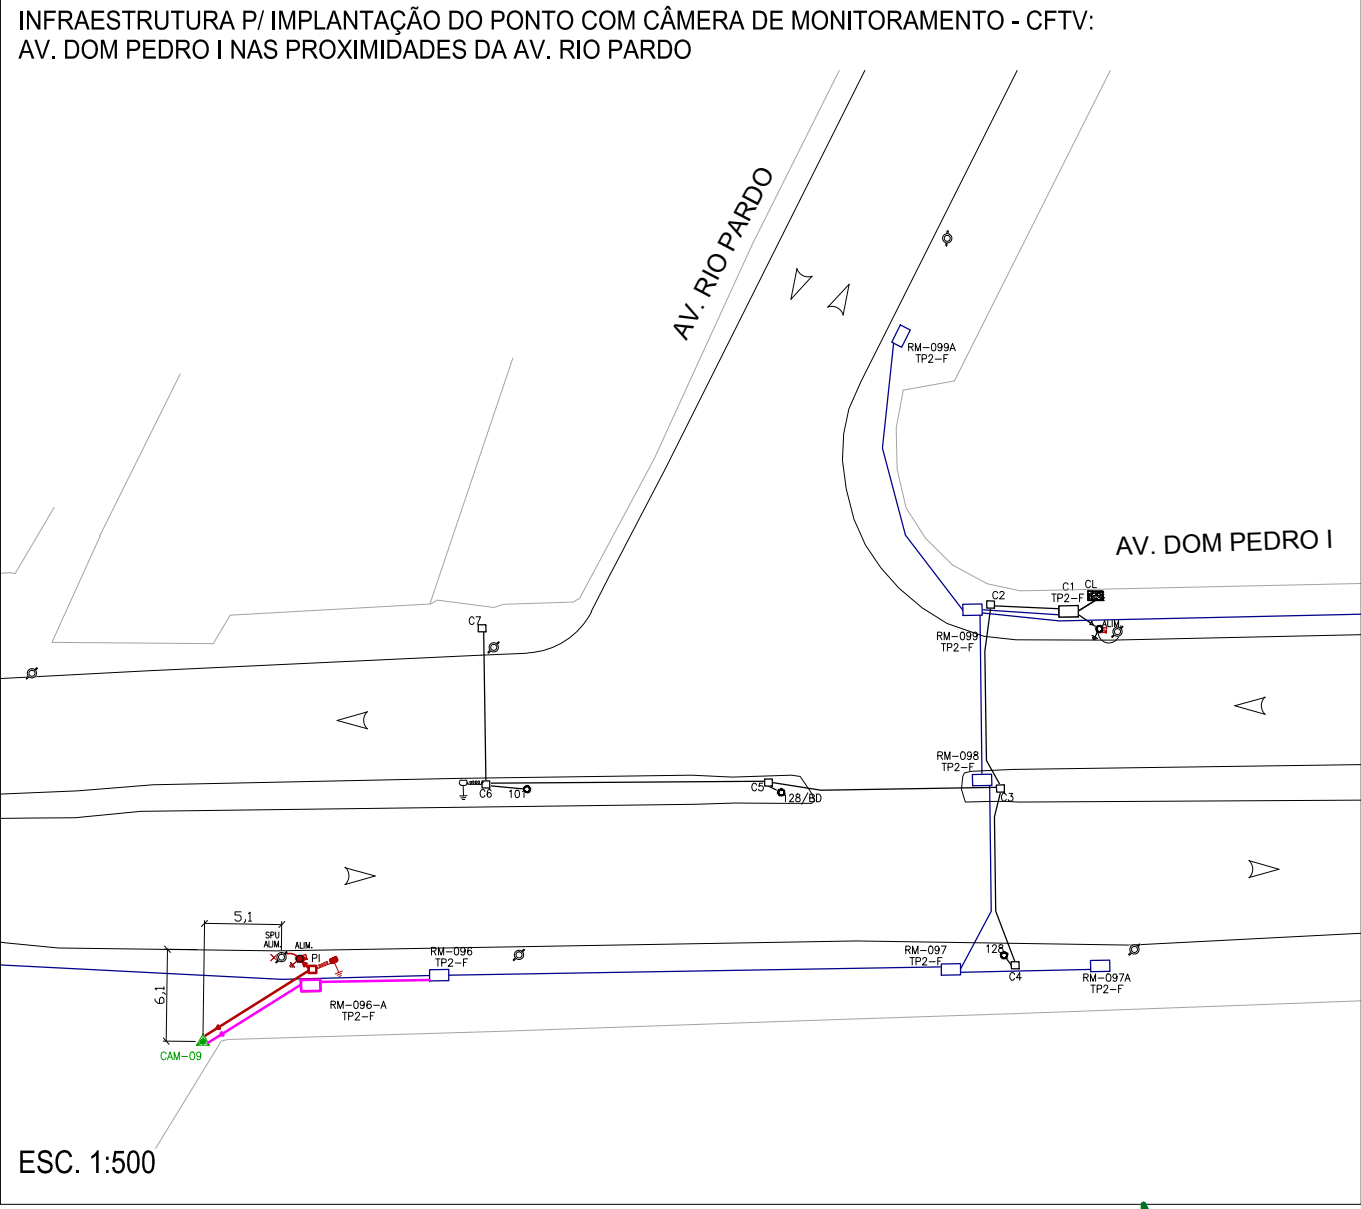 INFRAESTRUTURA P/ IMPLANTAÇÃO DO PONTO COM CÂMERA DE MONITORAMENTO - CFTV:
AV. DOM PEDRO I NAS PROXIMIDADES DA AV. RIO PARDO
AV. RIO PARDO
RM-099A
TP2-F
AV. DOM PEDRO I
C1
TP2-F
CL
C2
ALIM.
RM-099
TP2-F
C7
RM-098
TP2-F
C3
C6
101
C5
128/BD
5,1
SPU
ALIM.
ALIM.
PI
RM-096
TP2-F
RM-097
TP2-F
128
C4
RM-097A
TP2-F
6,1
RM-096-A
TP2-F
CAM-09
ESC. 1:500